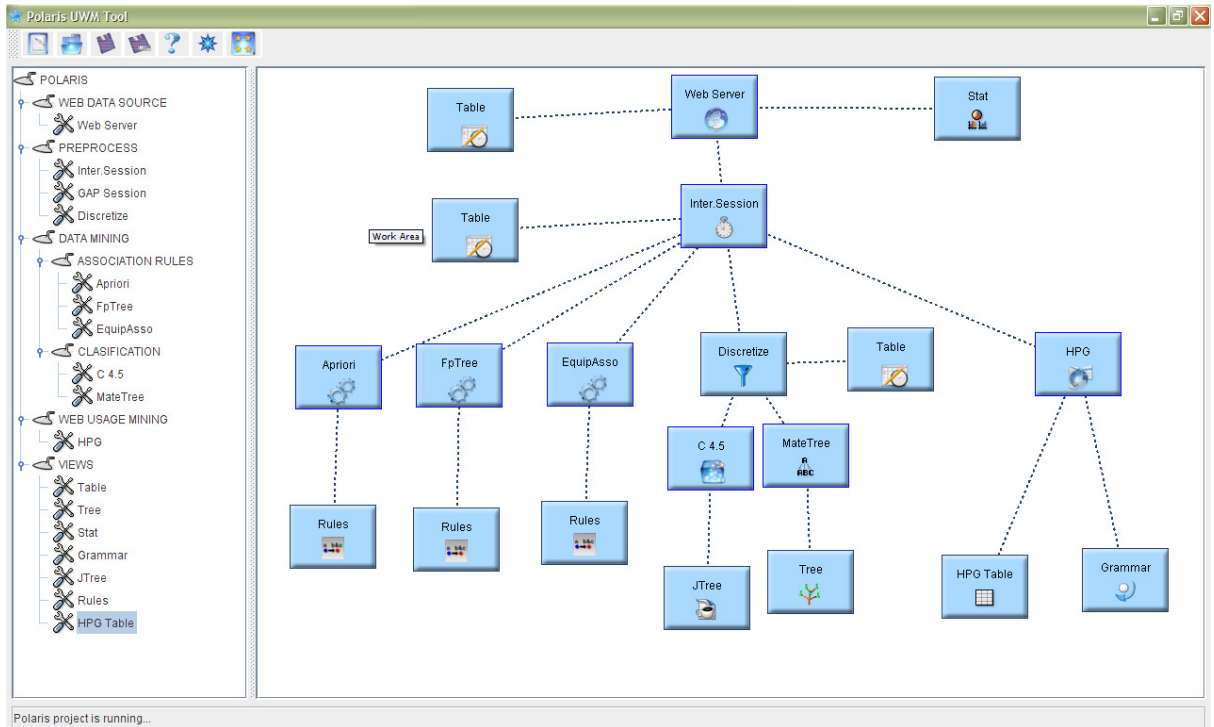 Polaris UWM Tool
POLARIS
WEB DATA SOURCE
Web Server
PREPROCESS
Inter.Session
GAP Session
Discretize
DATA MINING
ASSOCIATION RULES
Apriori
FpTree
EquipAsso
CLASIFICATION
C 4.5
MateTree
WEB USAGE MINING
HPG
VIEWS
Table
Tree
Stat
Grammar
JTree
Rules
HPG Table
Table
Web Server
Stat
Table
Inter.Session
Work Area
Apriori
FpTree
EquipAsso
Discretize
Table
HPG
C 4.5
MateTree
A
ABC
Rules
Rules
Rules
JTree
Tree
HPG Table
Grammar
Polaris project is running...